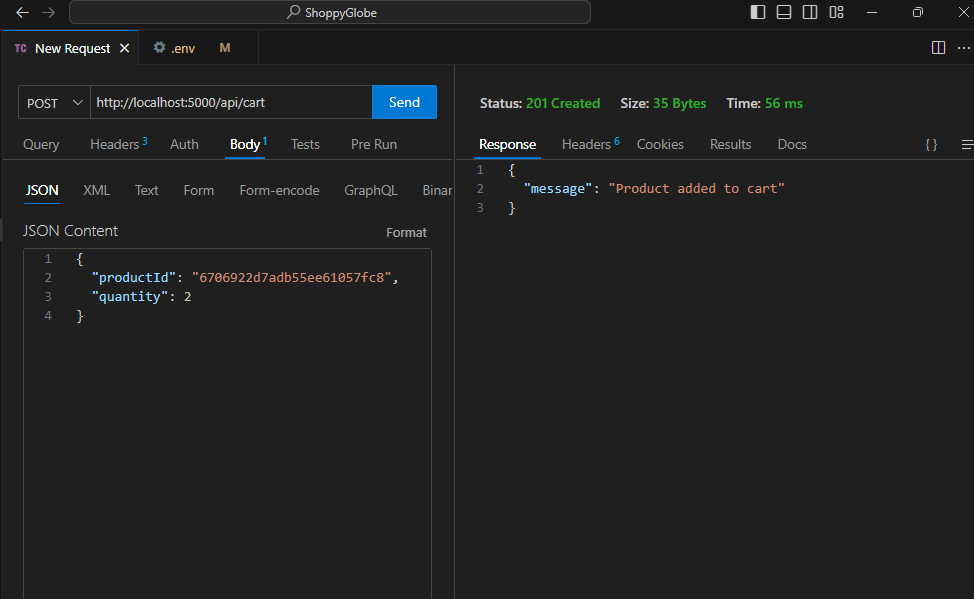 ShoppyGlobe
TC New Request
.env M
POST http://localhost:5000/api/cart Send
Query Headers 3 Auth Body 1 Tests Pre Run
JSON XML Text Form Form-encode GraphQL Binar
JSON Content Format
1 {
2 "productId": "6706922d7adb55ee61057fc8",
3 "quantity": 2
4 }
Status: 201 Created Size: 35 Bytes Time: 56 ms
Response Headers 6 Cookies Results Docs { }
1 {
2 "message": "Product added to cart"
3 }